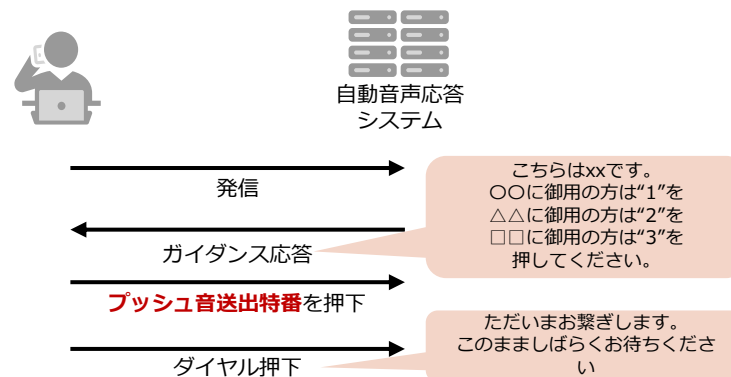 自動音声応答
システム
発信
こちらはxxです。
〇〇に御用の方は“1”を
△△に御用の方は“2”を
□□に御用の方は“3”を
押してください。
ガイダンス応答
プッシュ音送出特番を押下
ダイヤル押下
ただいまお繋ぎします。
このまましばらくお待ちくださ
い